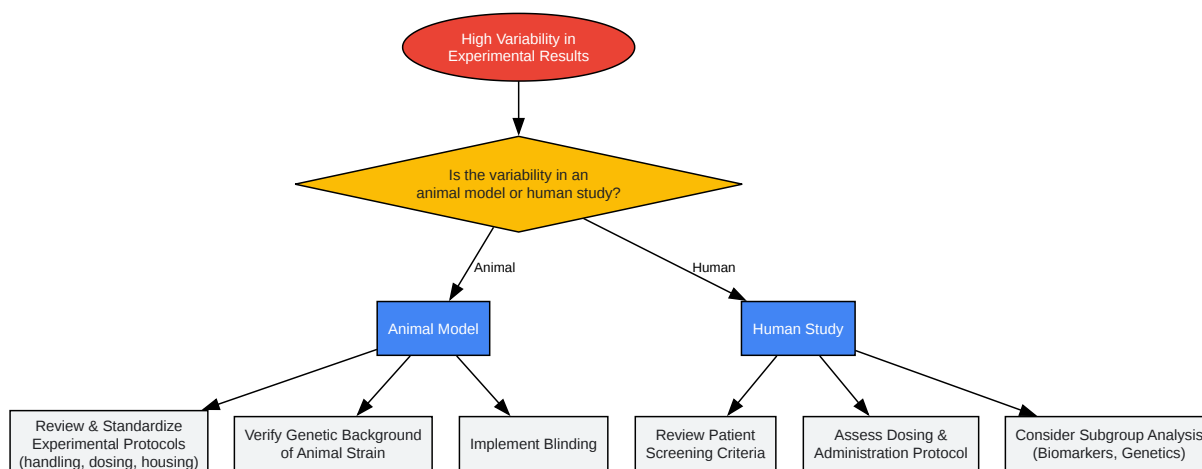 High Variability in
Experimental Results
Is the variability in an
animal model or human study?
Animal
Human
Animal Model
Human Study
Review & Standardize
Experimental Protocols
(handling, dosing, housing)
Verify Genetic Background
of Animal Strain
Implement Blinding
Review Patient
Screening Criteria
Assess Dosing &
Administration Protocol
Consider Subgroup Analysis
(Biomarkers, Genetics)